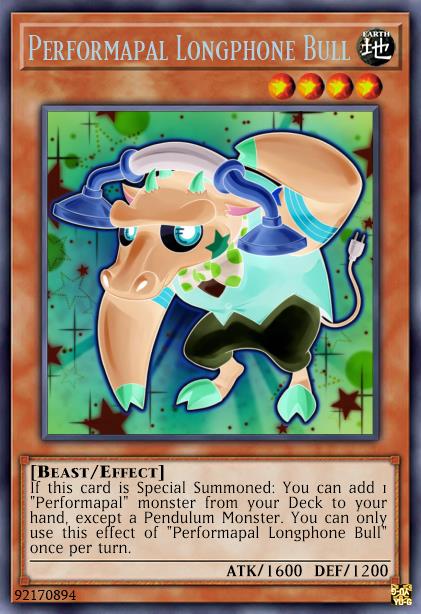 PERFORMAPAL LONGPHONE BULL
EARTH
地
[BEAST/EFFECT]
If this card is Special Summoned: You can add 1
"Performapal" monster from your Deck to your
hand, except a Pendulum Monster. You can only
use this effect of "Performapal Longphone Bull"
once per turn.
ATK/1600 DEF/1200
92170894